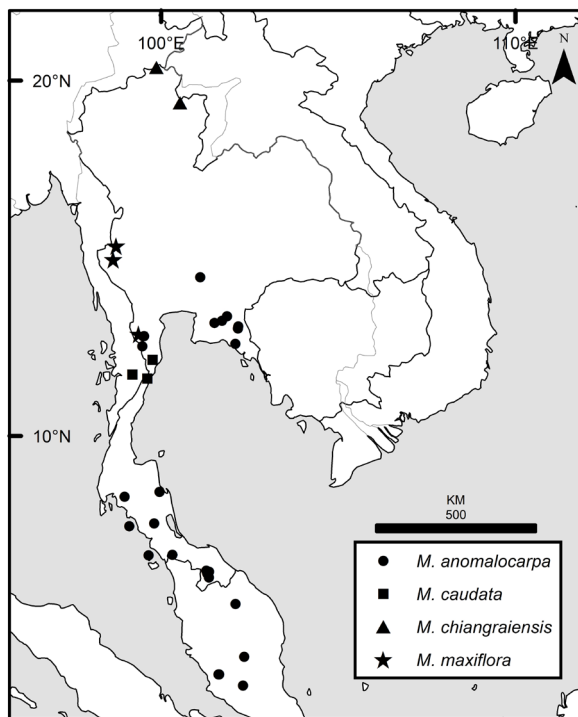 100°E
110°E
N
20°N
10°N
KM
500
M. anomalocarpa
M. caudata
M. chiangraiensis
M. maxiflora